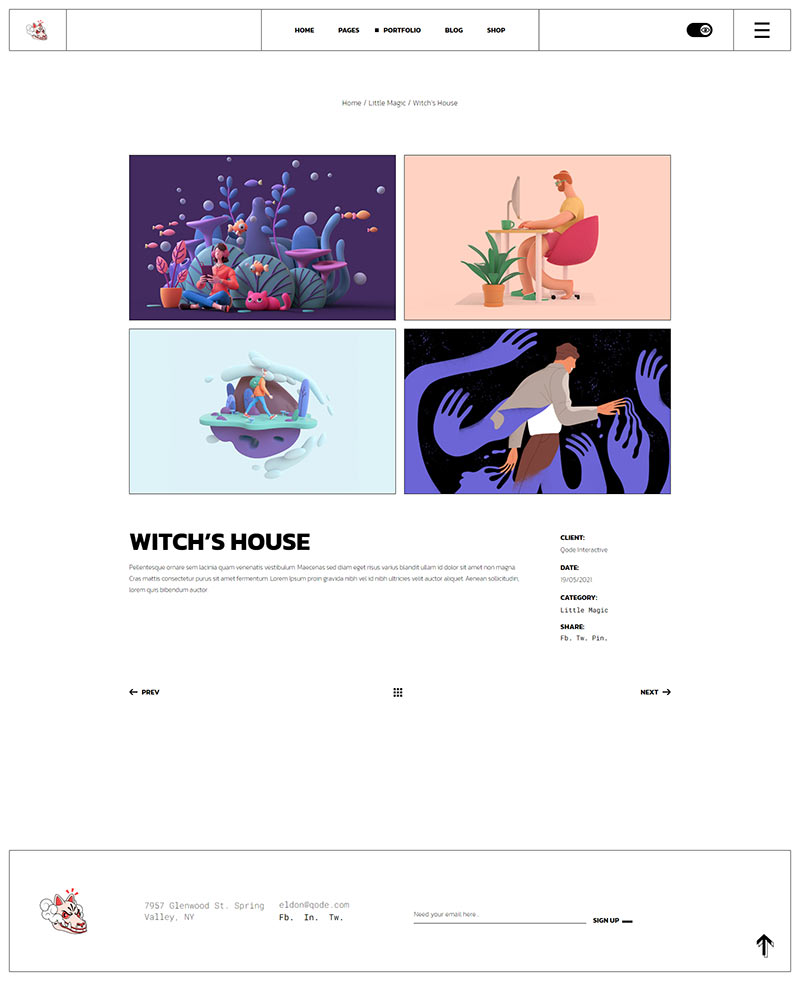 HOME PAGES PORTFOLIO BLOG SHOP
Home / Little Magic / Witch's House
WITCH'S HOUSE
Pellentesque ornare sem lacinia quam venenatis vestibulum. Maecenas sed diam eget risus varius blandit ullam id dolor sit amet non magna.
Cras mattis consectetur purus sit amet fermentum. Lorem Ipsum proin gravida nibh vel id nibh ultricies velit auctor aliquet. Aenean sollicitudin,
lorem quis bibendum auctor
CLIENT:
Qode Interactive
DATE:
19/05/2021
CATEGORY:
Little Magic
SHARE:
Fb. Tw. Pin.
PREV
NEXT
7957 Glenwood St. Spring
Valley, NY
eldon@qode.com
Fb. In. Tw.
Need your email here..
SIGN UP